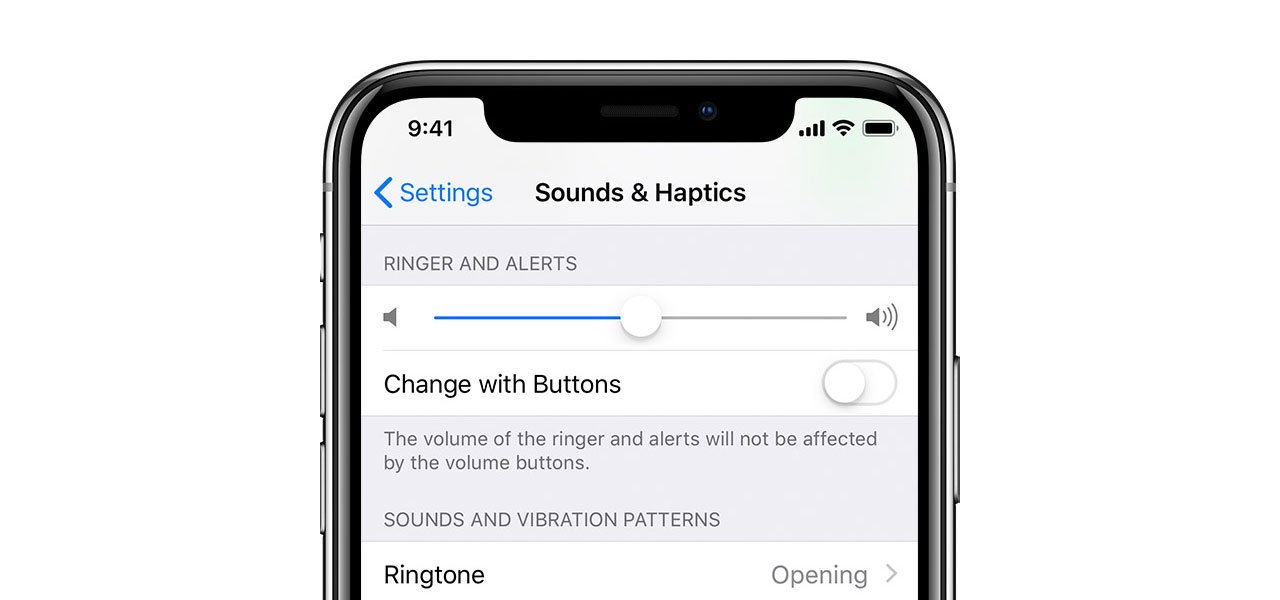 9:41
Settings
Sounds & Haptics
RINGER AND ALERTS
Change with Buttons
The volume of the ringer and alerts will not be affected
by the volume buttons.
SOUNDS AND VIBRATION PATTERNS
Ringtone
Opening